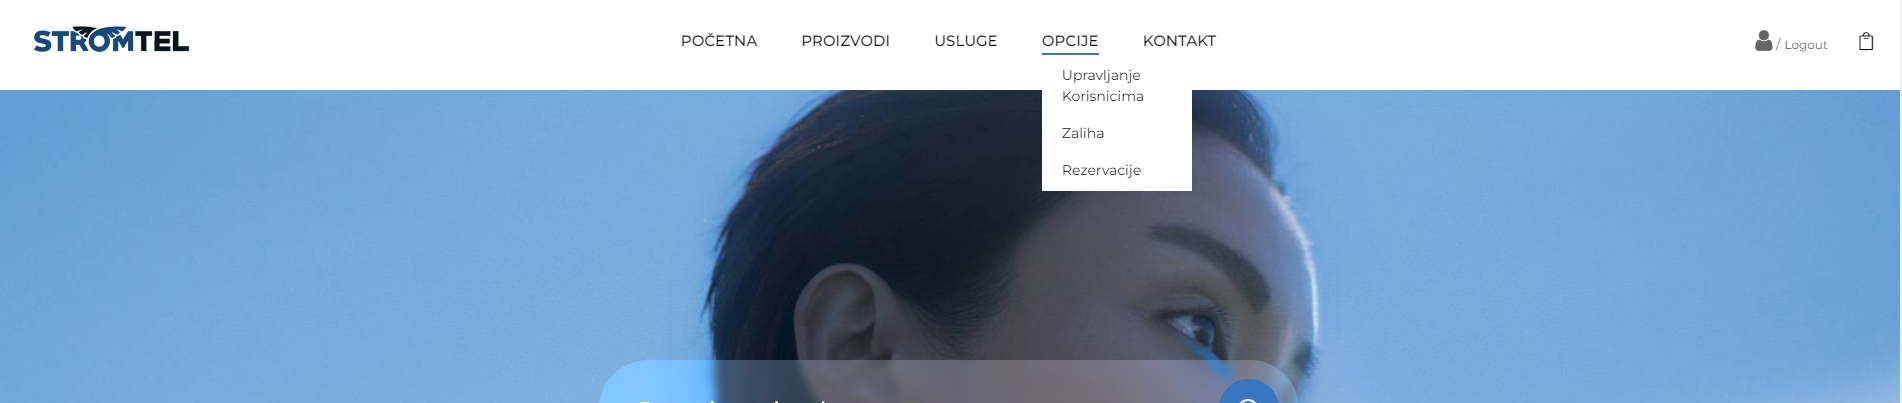 STROMTEL
POČETNA
PROIZVODI
USLUGE
OPCIJE
KONTAKT
/ Logout
Upravljanje
Korisnicima
Zaliha
Rezervacije